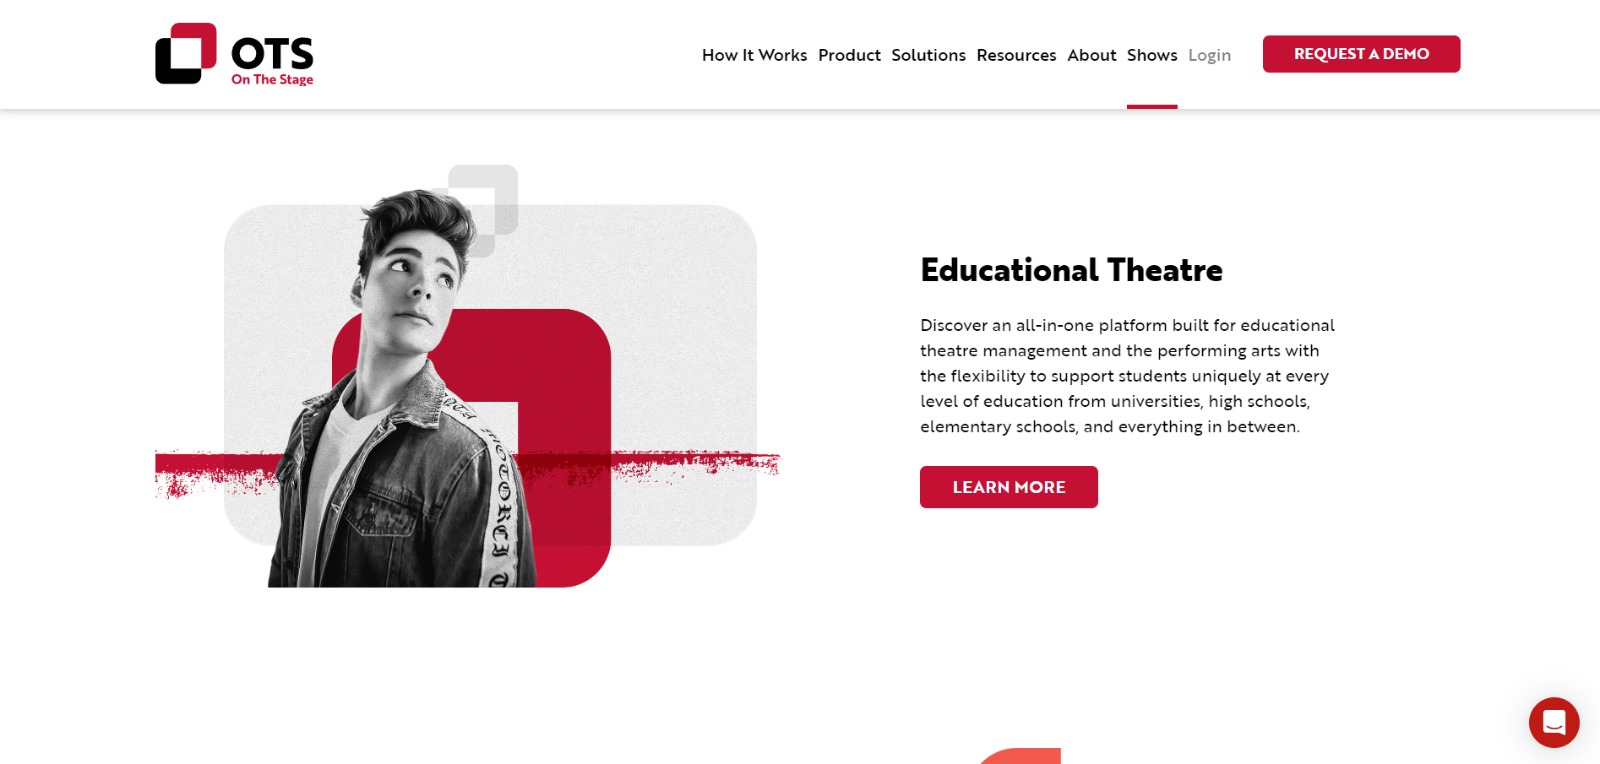 OTS
On The Stage
How It Works Product Solutions Resources About Shows Login
REQUEST A DEMO
Educational Theatre
Discover an all-in-one platform built for educational
theatre management and the performing arts with
the flexibility to support students uniquely at every
level of education from universities, high schools,
elementary schools, and everything in between.
LEARN MORE